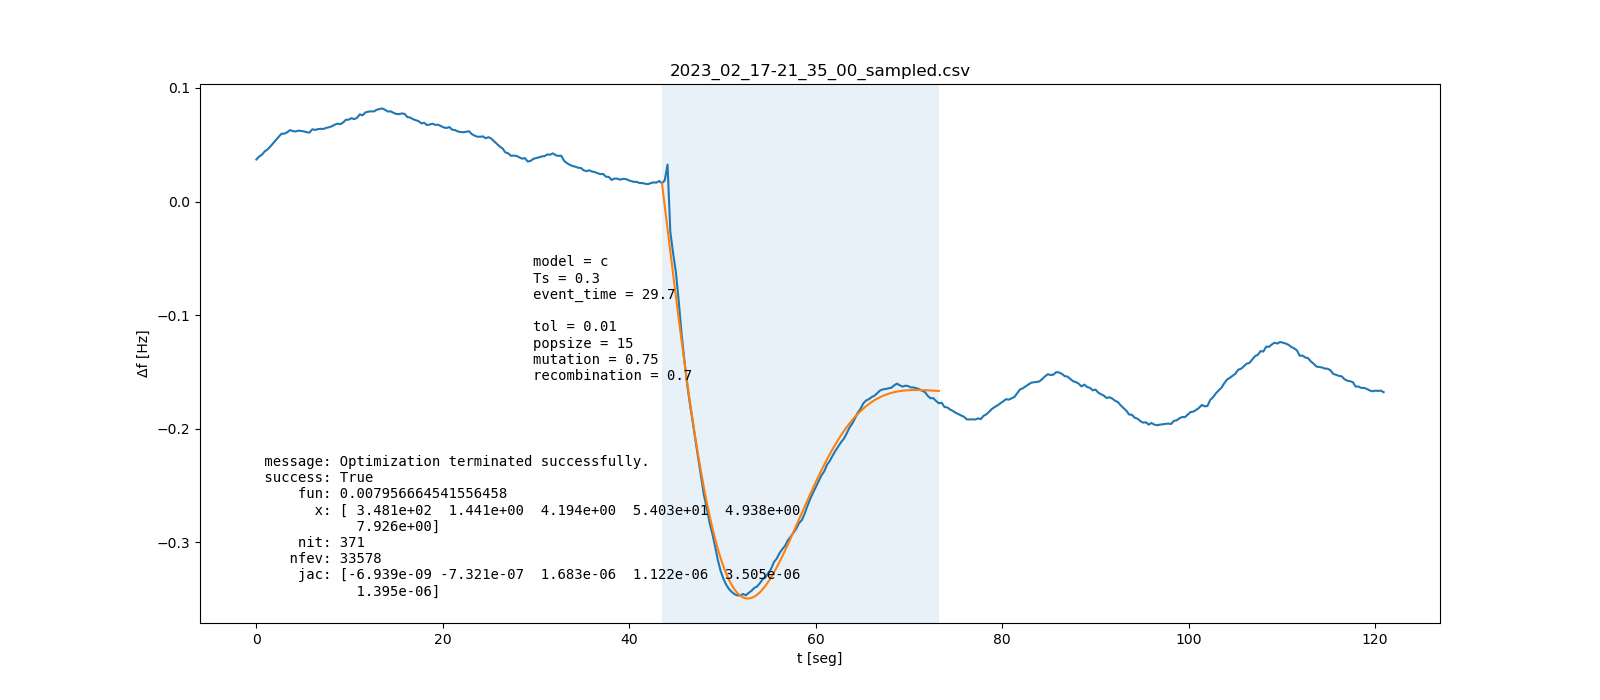 2023_02_17-21_35_00_sampled.csv
0.1
0.0
−0.1
−0.2
−0.3
Δf [Hz]
model = c
Ts = 0.3
event_time = 29.7
tol = 0.01
popsize = 15
mutation = 0.75
recombination = 0.7
message: Optimization terminated successfully.
success: True
fun: 0.007956664541556458
x: [ 3.481e+02  1.441e+00  4.194e+00  5.403e+01  4.938e+00
7.926e+00]
nit: 371
nfev: 33578
jac: [-6.939e-09 -7.321e-07  1.683e-06  1.122e-06  3.505e-06
1.395e-06]
0 20 40 60 80 100 120
t [seg]